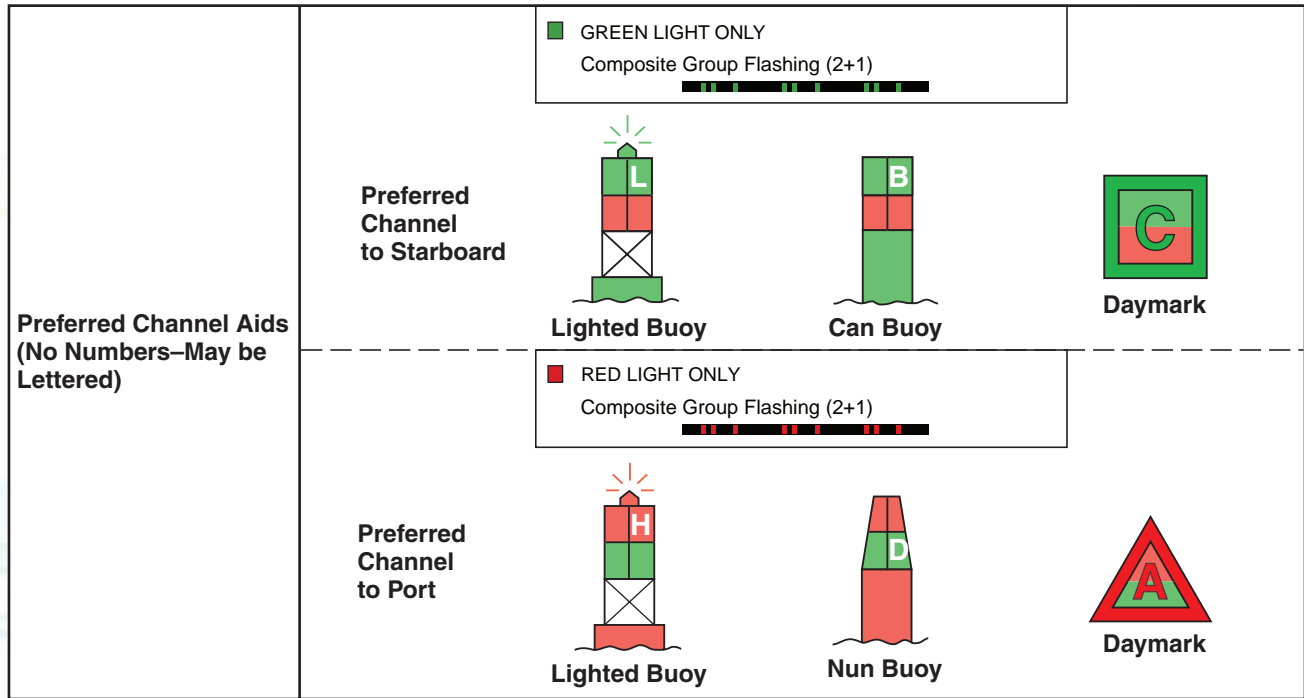 Preferred Channel Aids
(No Numbers–May be
Lettered)
GREEN LIGHT ONLY
Composite Group Flashing (2+1)
Preferred
Channel
to Starboard
L
B
C
Lighted Buoy
Can Buoy
Daymark
RED LIGHT ONLY
Composite Group Flashing (2+1)
Preferred
Channel
to Port
H
D
A
Lighted Buoy
Nun Buoy
Daymark